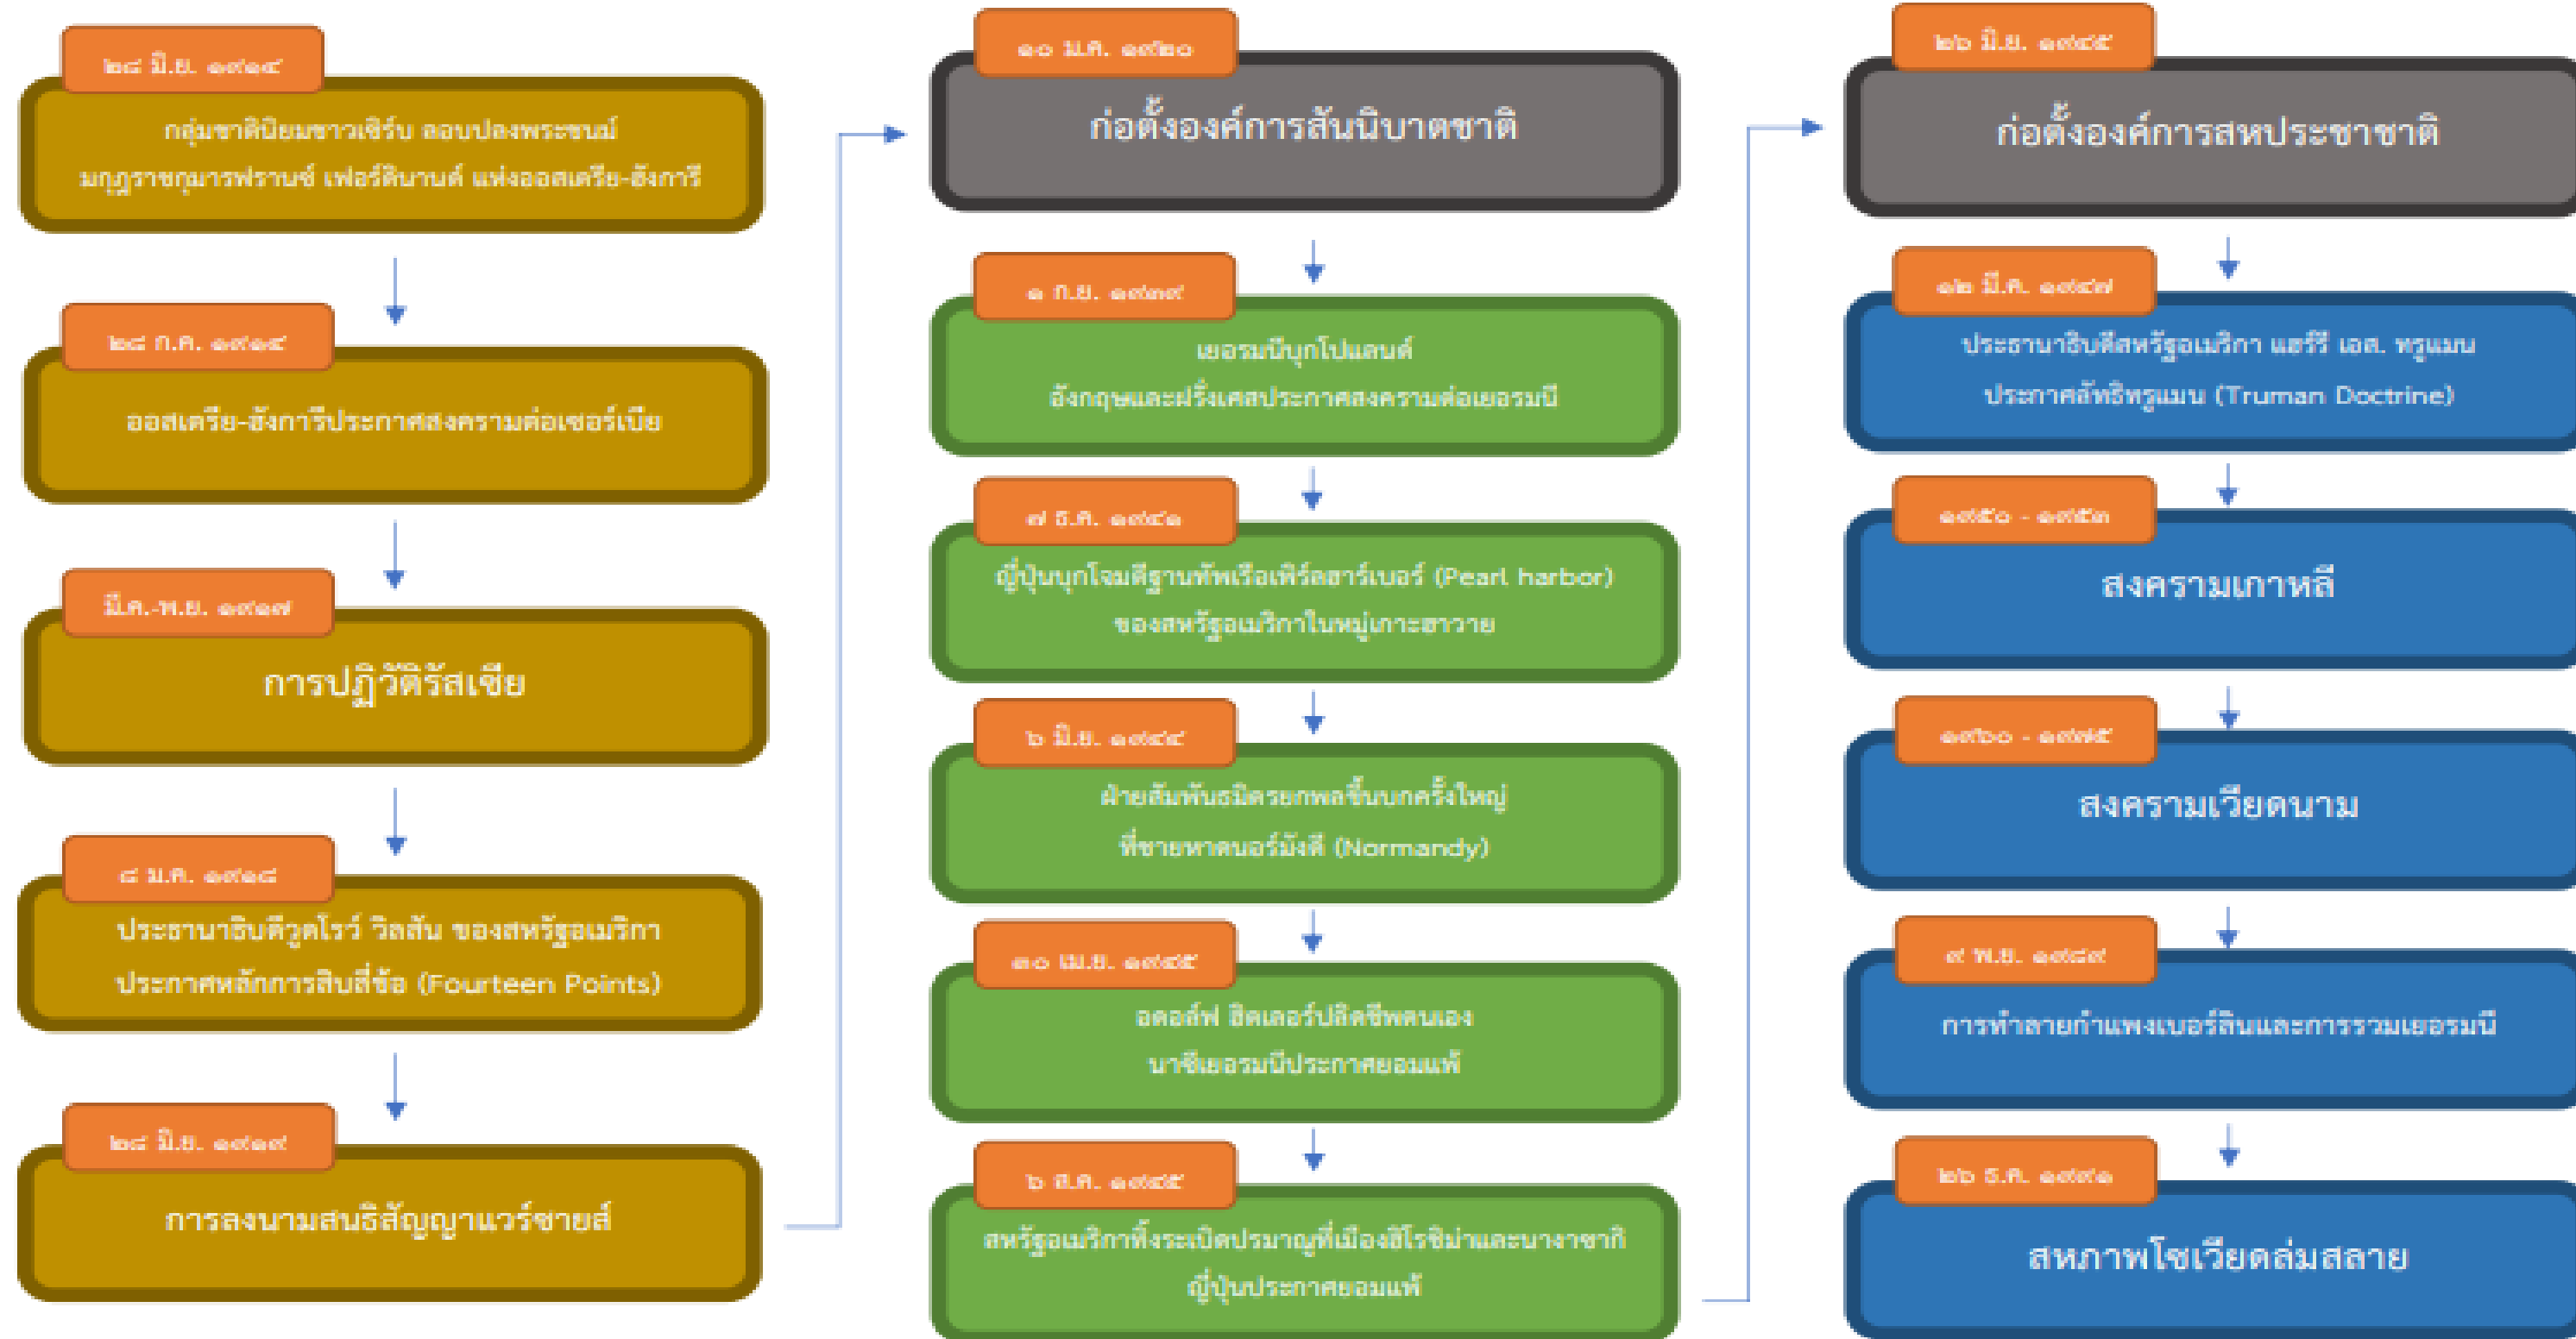 ๒๘ มิ.ย. ๑๙๑๔
กลุ่มชาตินิยมชาวเซิร์บ ลอบปลงพระชนม์
มกุฎราชกุมารฟรานซ์ เฟอร์ดินานด์ แห่งออสเตรีย-ฮังการี
๒๘ ก.ค. ๑๙๑๔
ออสเตรีย-ฮังการีประกาศสงครามต่อเซอร์เบีย
มี.ค.-พ.ย. ๑๙๑๗
การปฏิวัติรัสเซีย
๘ ม.ค. ๑๙๑๘
ประธานาธิบดีวูดโรว์ วิลสัน ของสหรัฐอเมริกา
ประกาศหลักการสิบสี่ข้อ (Fourteen Points)
๒๘ มิ.ย. ๑๙๑๙
การลงนามสนธิสัญญาแวร์ซายส์
๑๐ ม.ค. ๑๙๒๐
ก่อตั้งองค์การสันนิบาตชาติ
๑ ก.ย. ๑๙๓๙
เยอรมนีบุกโปแลนด์
อังกฤษและฝรั่งเศสประกาศสงครามต่อเยอรมนี
๗ ธ.ค. ๑๙๔๑
ญี่ปุ่นบุกโจมตีฐานทัพเรือเพิร์ลฮาร์เบอร์ (Pearl harbor)
ของสหรัฐอเมริกาในหมู่เกาะฮาวาย
๖ มิ.ย. ๑๙๔๔
ฝ่ายสัมพันธมิตรยกพลขึ้นบกครั้งใหญ่
ที่ชายหาดนอร์มังดี (Normandy)
๓๐ เม.ย. ๑๙๔๕
อดอล์ฟ ฮิตเลอร์ปลิดชีพตนเอง
นาซีเยอรมนีประกาศยอมแพ้
๖ ส.ค. ๑๙๔๕
สหรัฐอเมริกาทิ้งระเบิดปรมาณูที่เมืองฮิโรชิม่าและนางาซากิ
ญี่ปุ่นประกาศยอมแพ้
๒๖ มิ.ย. ๑๙๔๕
ก่อตั้งองค์การสหประชาชาติ
๑๒ มี.ค. ๑๙๔๗
ประธานาธิบดีสหรัฐอเมริกา แฮร์รี เอส. ทรูแมน
ประกาศลัทธิทรูแมน (Truman Doctrine)
๑๙๕๐ - ๑๙๕๓
สงครามเกาหลี
๑๙๖๐ - ๑๙๗๕
สงครามเวียดนาม
๙ พ.ย. ๑๙๘๙
การทำลายกำแพงเบอร์ลินและการรวมเยอรมนี
๒๖ ธ.ค. ๑๙๙๑
สหภาพโซเวียดล่มสลาย